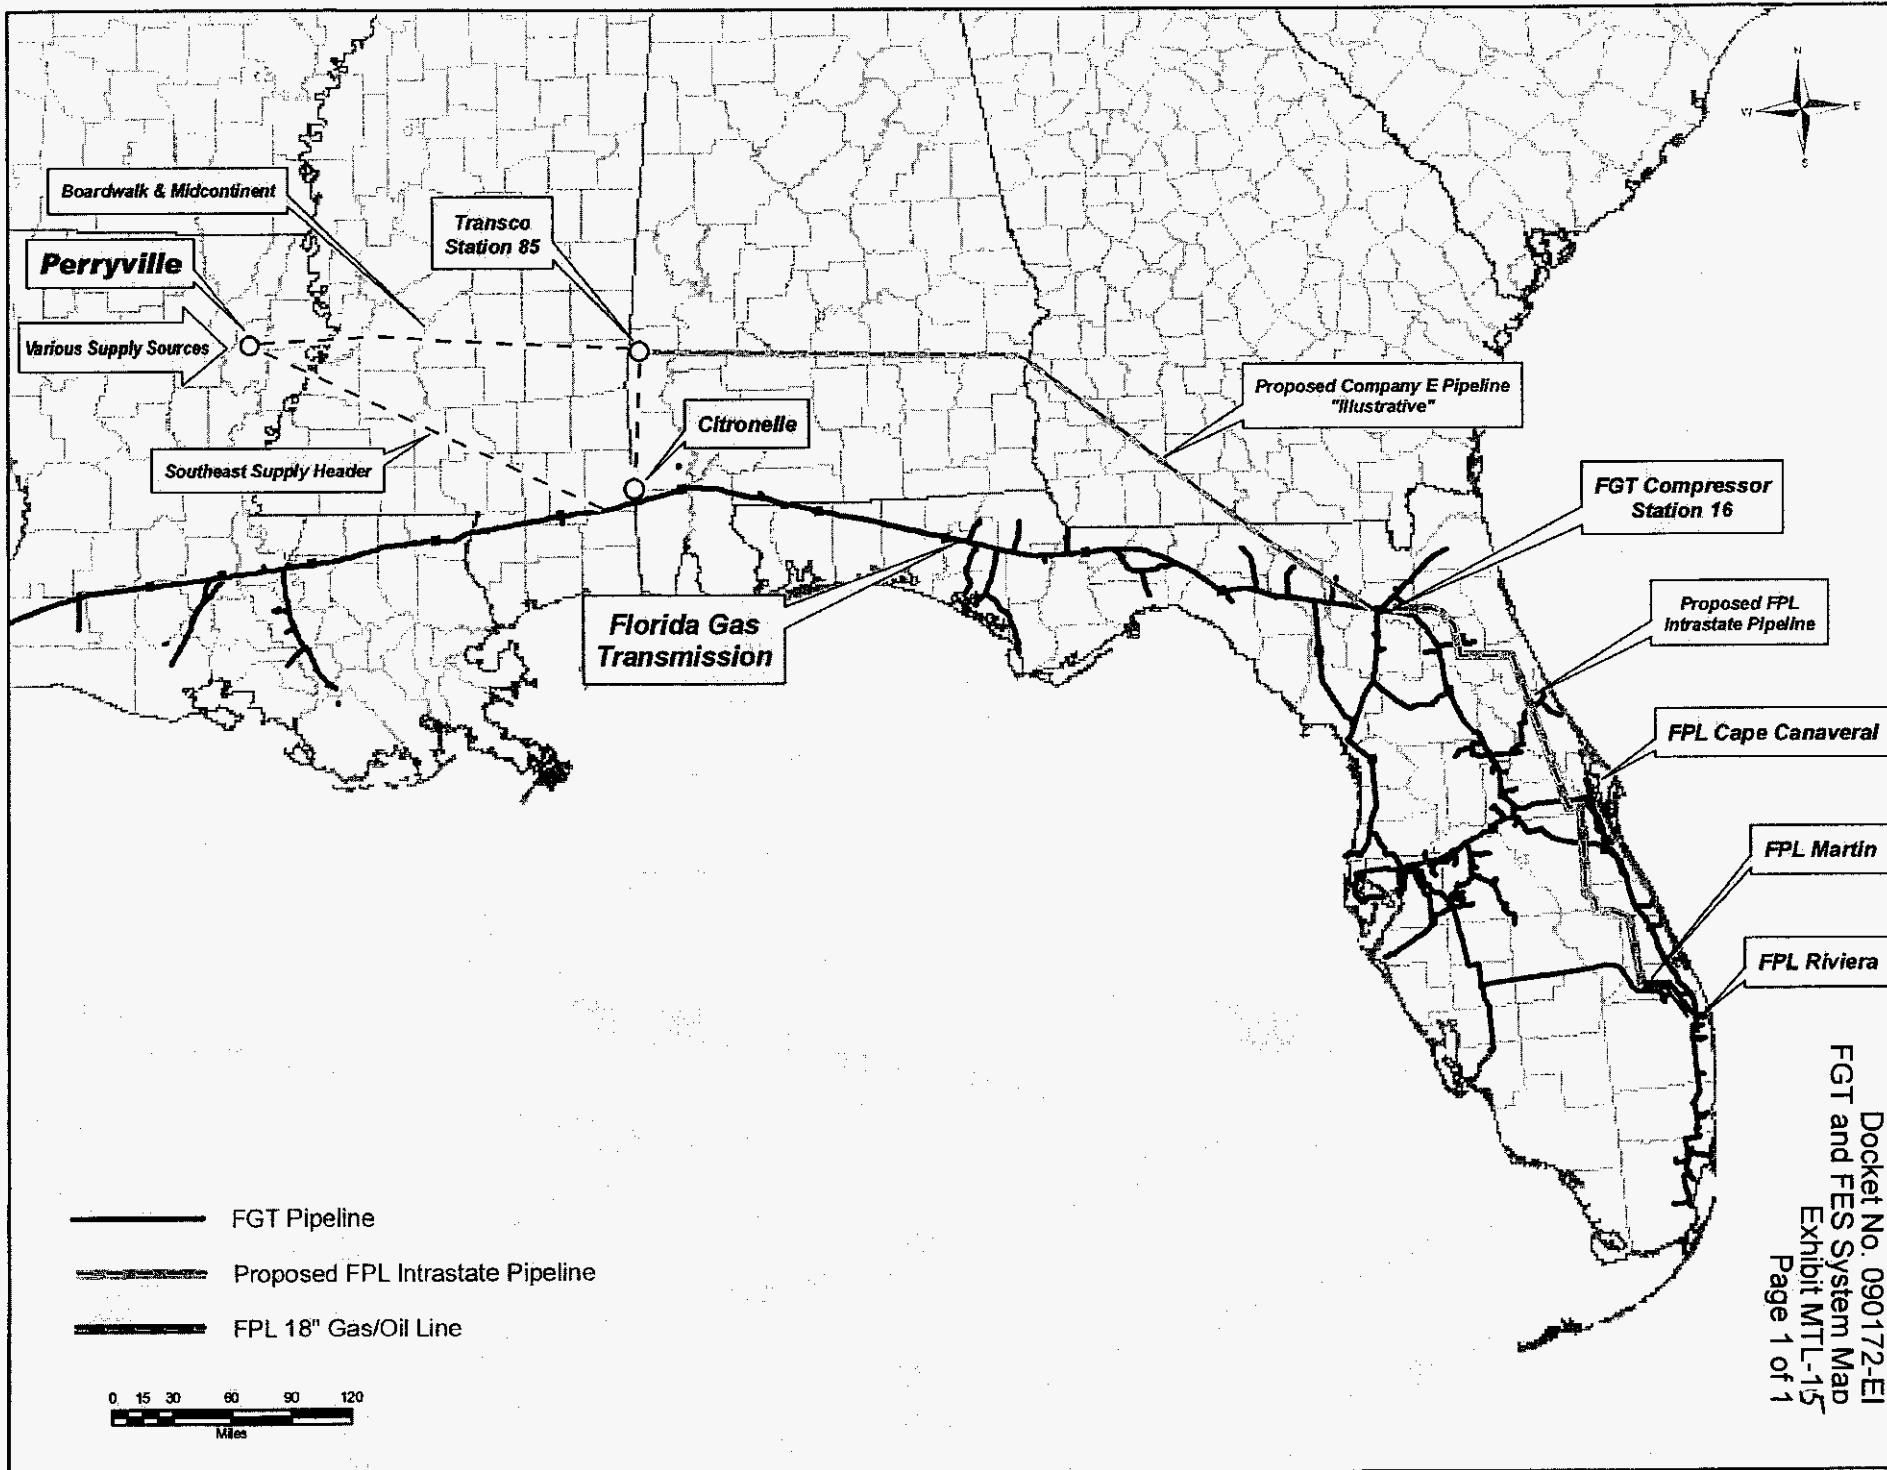 N
W E
S
Boardwalk & Midcontinent
Transco
Station 85
Perryville
Various Supply Sources
Proposed Company E Pipeline
"Illustrative"
Citronelle
Southeast Supply Header
FGT Compressor
Station 16
Florida Gas
Transmission
Proposed FPL
Intrastate Pipeline
FPL Cape Canaveral
FPL Martin
FPL Riviera
FGT Pipeline
Proposed FPL Intrastate Pipeline
FPL 18" Gas/Oil Line
0 15 30 60 90 120
Miles
Docket No. 090172-EI
FGT and FES System Map
Exhibit MTL-15
Page 1 of 1